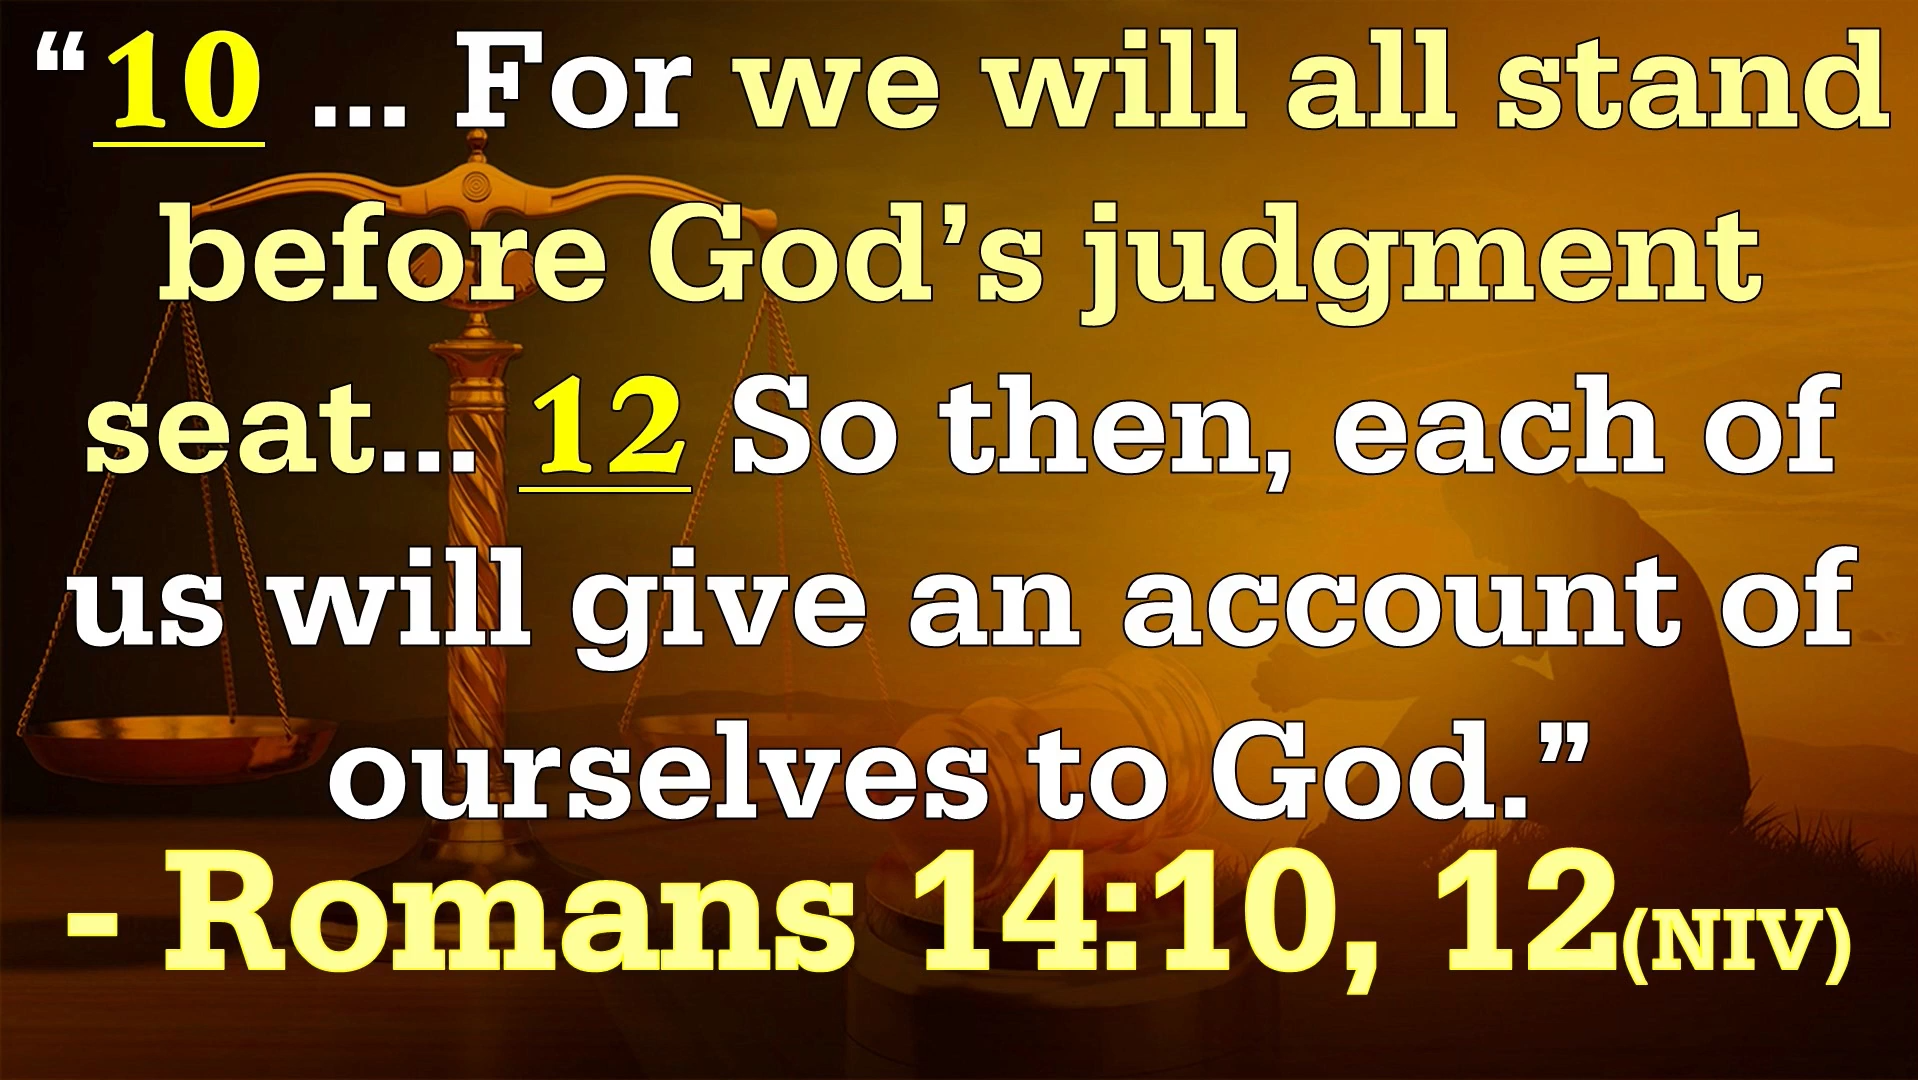 “10 ... For we will all stand
before God’s judgment
seat... 12 So then, each of
us will give an account of
ourselves to God.”
- Romans 14:10, 12(NIV)